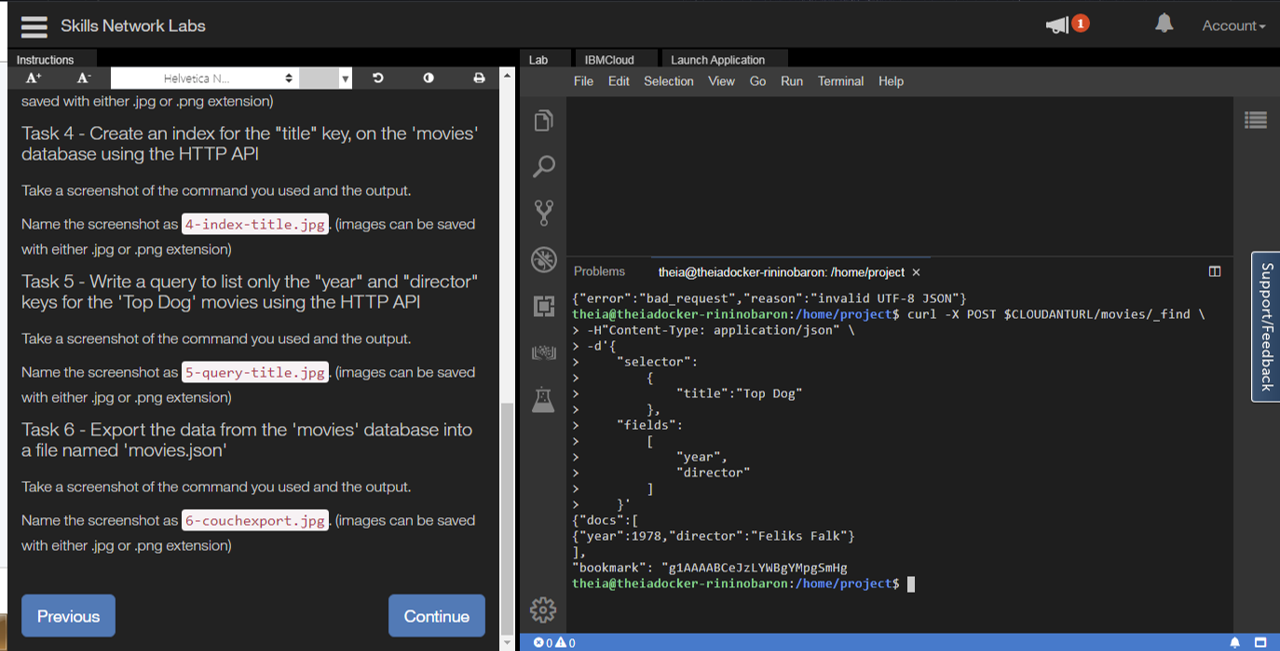 Skills Network Labs
1
Account
Instructions
A+ A- Helvetica N...
saved with either .jpg or .png extension)
Task 4 - Create an index for the "title" key, on the 'movies'
database using the HTTP API
Take a screenshot of the command you used and the output.
Name the screenshot as 4-index-title.jpg. (images can be saved
with either .jpg or .png extension)
Task 5 - Write a query to list only the "year" and "director"
keys for the 'Top Dog' movies using the HTTP API
Take a screenshot of the command you used and the output.
Name the screenshot as 5-query-title.jpg. (images can be saved
with either .jpg or .png extension)
Task 6 - Export the data from the 'movies' database into
a file named 'movies.json'
Take a screenshot of the command you used and the output.
Name the screenshot as 6-couchexport.jpg. (images can be saved
with either .jpg or .png extension)
Previous
Continue
Lab IBMCloud Launch Application
File Edit Selection View Go Run Terminal Help
Problems theia@theiadocker-rininobaron: /home/project ×
{"error":"bad_request","reason":"invalid UTF-8 JSON"}
theia@theiadocker-rininobaron:/home/project$ curl -X POST $CLOUDANTURL/movies/_find \
> -H"Content-Type: application/json" \
> -d'{
> "selector":
> {
> "title":"Top Dog"
> },
> "fields":
> [
> "year",
> "director"
> ]
> }'
{"docs":[
{"year":1978,"director":"Feliks Falk"}
],
"bookmark": "g1AAAABCeJzLYWBgYMpgSmHg
theia@theiadocker-rininobaron:/home/project$
0 0
Support/Feedback